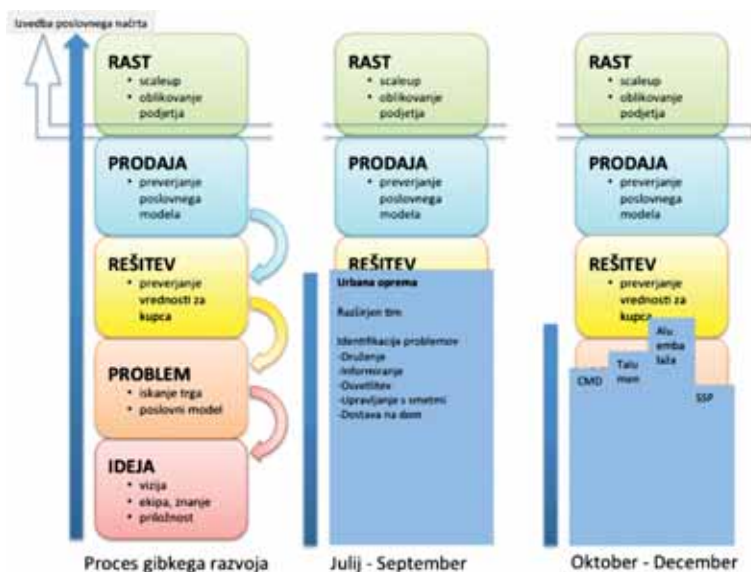 Izvedba poslovnega načrta
RAST
• scaleup
• oblikovanje
podjetja
PRODAJA
• preverjanje
poslovnega
modela
REŠITEV
• preverjanje
vrednosti za
kupca
PROBLEM
• iskanje trga
• poslovni model
IDEJA
• vizija
• ekipa, znanje
• priložnost
Proces gibkega razvoja
RAST
• scaleup
• oblikovanje
podjetja
PRODAJA
• preverjanje
poslovnega
modela
REŠITEV
Urbana oprema
Razširjen tim
Identifikacija problemov
-Druženje
-Informiranje
-Osvetlitev
-Upravljanje s smetmi
-Dostava na dom
Julij - September
RAST
• scaleup
• oblikovanje
podjetja
PRODAJA
• preverjanje
poslovnega
modela
REŠITEV
• preverjanje
vrednosti za
kupca
CMD
Talu
men
Alu
emba
laža
SSP
Oktober - December